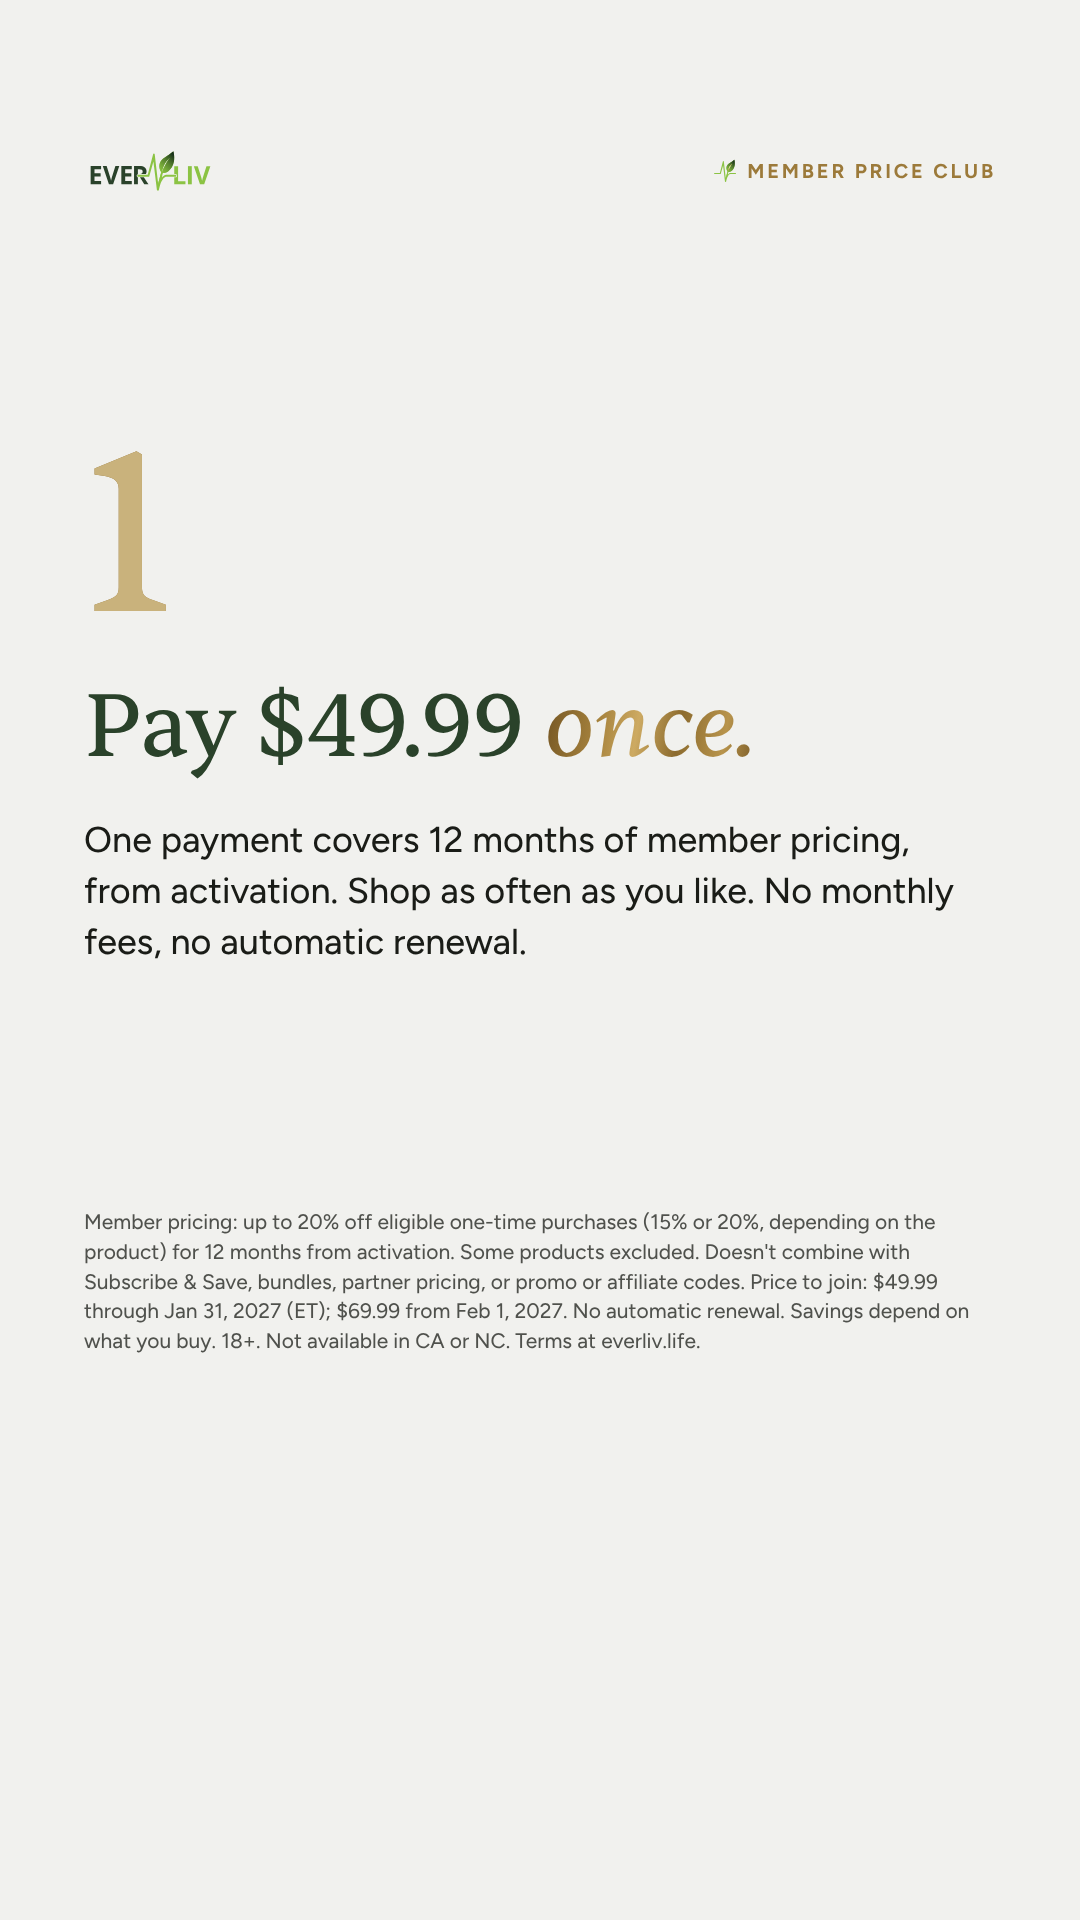 EVERLIV
MEMBER PRICE CLUB
1
Pay $49.99 once.
One payment covers 12 months of member pricing,
from activation. Shop as often as you like. No monthly
fees, no automatic renewal.
Member pricing: up to 20% off eligible one-time purchases (15% or 20%, depending on the
product) for 12 months from activation. Some products excluded. Doesn't combine with
Subscribe & Save, bundles, partner pricing, or promo or affiliate codes. Price to join: $49.99
through Jan 31, 2027 (ET); $69.99 from Feb 1, 2027. No automatic renewal. Savings depend on
what you buy. 18+. Not available in CA or NC. Terms at everliv.life.